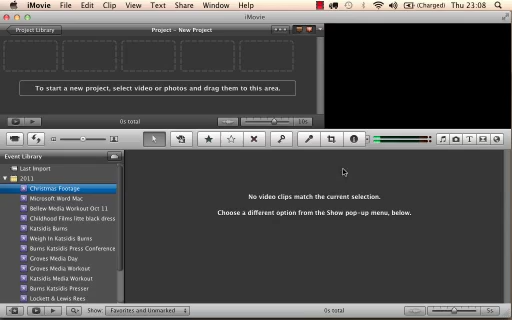 iMovie File Edit Clip View Text Share Window Help (Charged) Thu 23:08
iMovie
Project Library Project - New Project
To start a new project, select video or photos and drag them to this area.
0s total 10s
Event Library
Last Import
2011
Christmas Footage
Microsoft Word Mac
Bellew Media Workout Oct 11
Childhood Films litte black dress
Katsidis Burns
Weigh In Katsidis Burns
Burns Katsidis Press Conference
Groves Media Day
Groves Media Workout
Katsidis Media Workout
Burns Katsidis Presser
Lockett & Lewis Rees
No video clips match the current selection.
Choose a different option from the Show pop-up menu, below.
Show: Favorites and Unmarked 0s total 5s